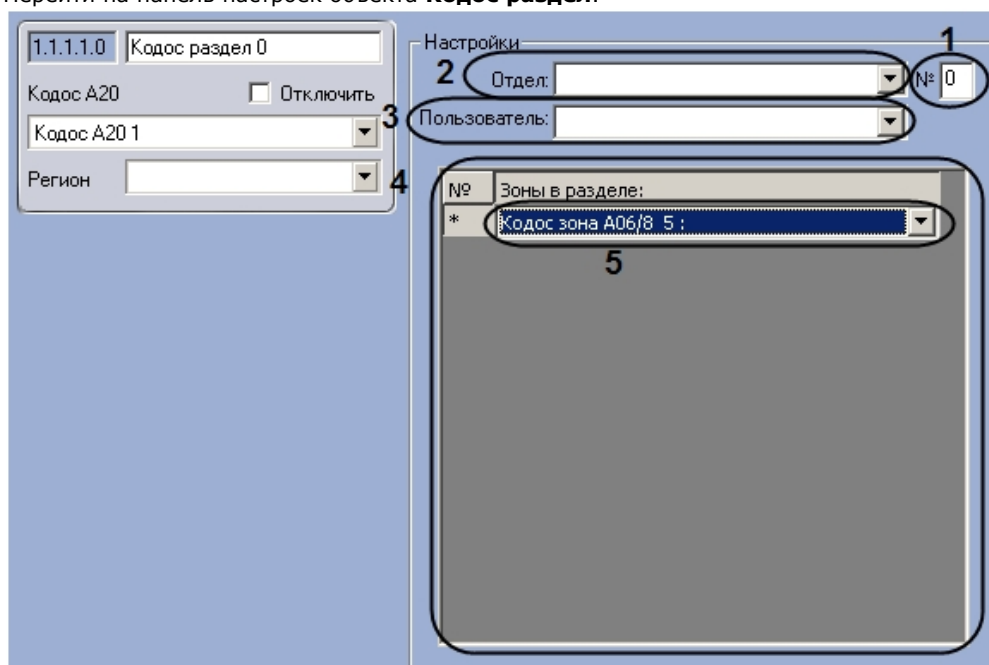 Перейти на панель настроек объекта Кодос раздел.
1.1.1.1.0 Кодос раздел 0
Кодос А20 Отключить
Кодос А20 1
Регион
Настройки
1
2 Отдел: № 0
3 Пользователь:
4
№ Зоны в разделе:
* Кодос зона А06/8 5 :
5